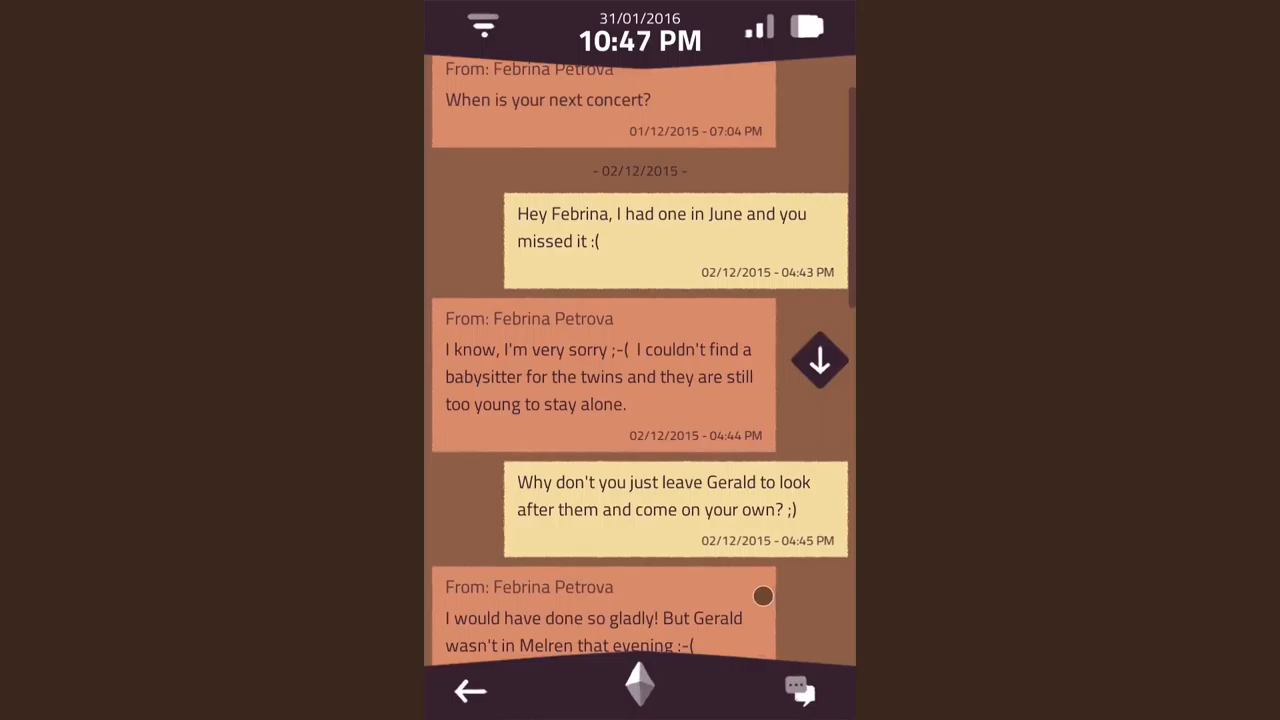 31/01/2016
10:47 PM
From: Febrina Petrova
When is your next concert?
01/12/2015 - 07:04 PM
- 02/12/2015 -
Hey Febrina, I had one in June and you
missed it :(
02/12/2015 - 04:43 PM
From: Febrina Petrova
I know, I'm very sorry ;-(  I couldn't find a
babysitter for the twins and they are still
too young to stay alone.
02/12/2015 - 04:44 PM
Why don't you just leave Gerald to look
after them and come on your own? ;)
02/12/2015 - 04:45 PM
From: Febrina Petrova
I would have done so gladly! But Gerald
wasn't in Melren that evening :-(